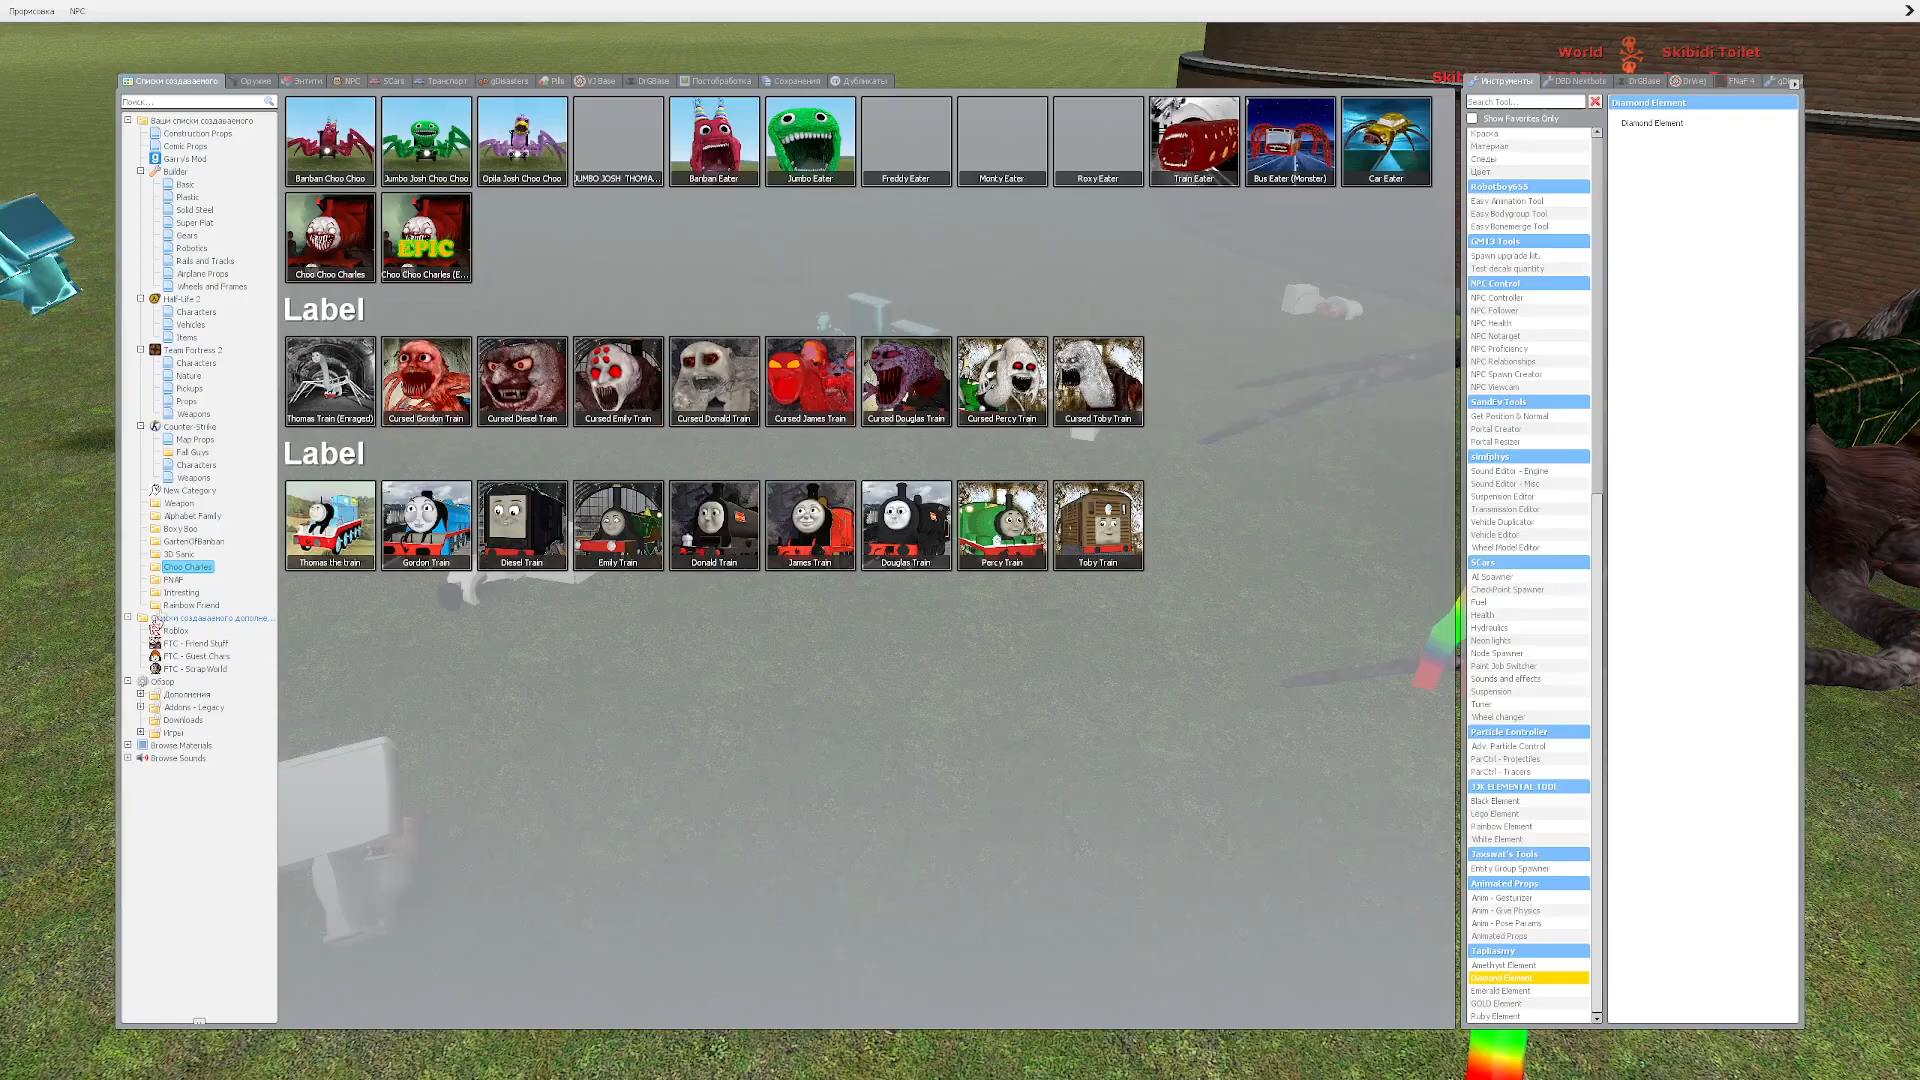 Прорисовка NPC
World Skibidi Toilet
Списки создаваемого Оружие Энтити NPC SCars Транспорт gDisasters Pills VJ Base DrGBase Постобработка Сохранения Дубликаты
Поиск...
Ваши списки создаваемого
Construction Props
Comic Props
Garry's Mod
Builder
Basic
Plastic
Solid Steel
Super Flat
Gears
Robotics
Rails and Tracks
Airplane Props
Wheels and Frames
Half-Life 2
Characters
Vehicles
Items
Team Fortress 2
Characters
Nature
Pickups
Props
Weapons
Counter-Strike
Map Props
Fall Guys
Characters
Weapons
New Category
Weapon
Alphabet Family
Boxy Boo
GartenOfBanban
3D Sanic
Choo Charles
FNAF
Intresting
Rainbow Friend
Списки создаваемого дополне...
Roblox
FTC - Friend Stuff
FTC - Guest Chars
FTC - ScrapWorld
Обзор
Дополнения
Addons - Legacy
Downloads
Игры
Browse Materials
Browse Sounds
Banban Choo Choo Jumbo Josh Choo Choo Opila Josh Choo Choo JUMBO JOSH THOMA... Banban Eater Jumbo Eater Freddy Eater Monty Eater Roxy Eater Train Eater Bus Eater (Monster) Car Eater
EPIC
Choo Choo Charles Choo Choo Charles (E...
Label
Thomas Train (Enraged) Cursed Gordon Train Cursed Diesel Train Cursed Emily Train Cursed Donald Train Cursed James Train Cursed Douglas Train Cursed Percy Train Cursed Toby Train
Label
Thomas the train Gordon Train Diesel Train Emily Train Donald Train James Train Douglas Train Percy Train Toby Train
Инструменты DBD Nextbots DrGBase DrWej FNaF 4
Search Tool...
Show Favorites Only
Краска
Материал
Следы
Цвет
Robotboy655
Easy Animation Tool
Easy Bodygroup Tool
Easy Bonemerge Tool
GM13 Tools
Spawn upgrade kit.
Test decals quantity
NPC Control
NPC Controller
NPC Follower
NPC Health
NPC Notarget
NPC Proficiency
NPC Relationships
NPC Spawn Creator
NPC Viewcam
SandEv Tools
Get Position & Normal
Portal Creator
Portal Resizer
simfphys
Sound Editor - Engine
Sound Editor - Misc
Suspension Editor
Transmission Editor
Vehicle Duplicator
Vehicle Editor
Wheel Model Editor
SCars
AI Spawner
CheckPoint Spawner
Fuel
Health
Hydraulics
Neon lights
Node Spawner
Paint Job Switcher
Sounds and effects
Suspension
Tuner
Wheel changer
Particle Controller
Adv. Particle Control
ParCtrl - Projectiles
ParCtrl - Tracers
JJK ELEMENTAL TOOl
Black Element
Lego Element
Rainbow Element
White Element
Jaxswat's Tools
Entity Group Spawner
Animated Props
Anim - Gesturizer
Anim - Give Physics
Anim - Pose Params
Animated Props
Tapliasmy
Amethyst Element
Diamond Element
Emerald Element
GOLD Element
Ruby Element
Diamond Element
Diamond Element